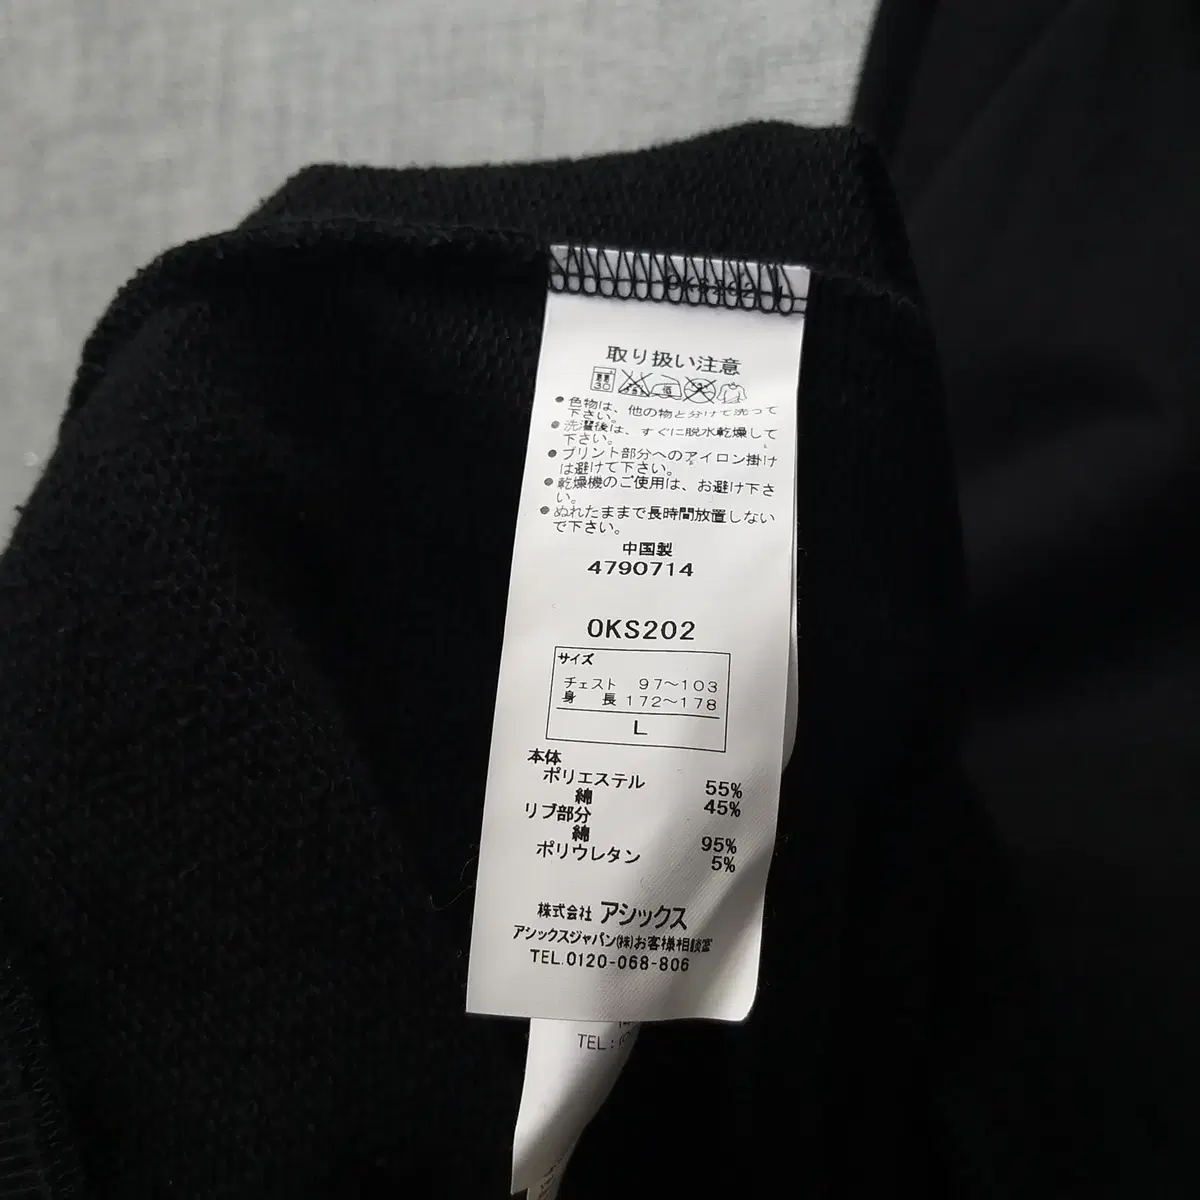 0KS202 L
取り扱い注意
30
低
色物は、他の物と分けて洗って
下さい。
洗濯後は、すぐに脱水乾燥して
下さい。
プリント部分へのアイロン掛け
は避けて下さい。
乾燥機のご使用は、お避け下さ
い。
ぬれたままで長時間放置しない
で下さい。
中国製
4790714
0KS202
サイズ
チェスト 97～103
身 長 172～178
L
本体
ポリエステル 55%
綿 45%
リブ部分
綿 95%
ポリウレタン 5%
株式会社 アシックス
アシックスジャパン(株)お客様相談室
TEL.0120-068-806
TEL: